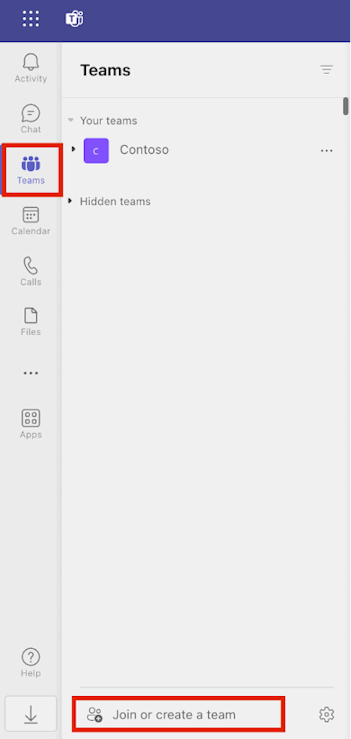 Activity
Chat
Teams
Calendar
Calls
Files
Apps
Help
Teams
Your teams
C
Contoso
Hidden teams
Join or create a team